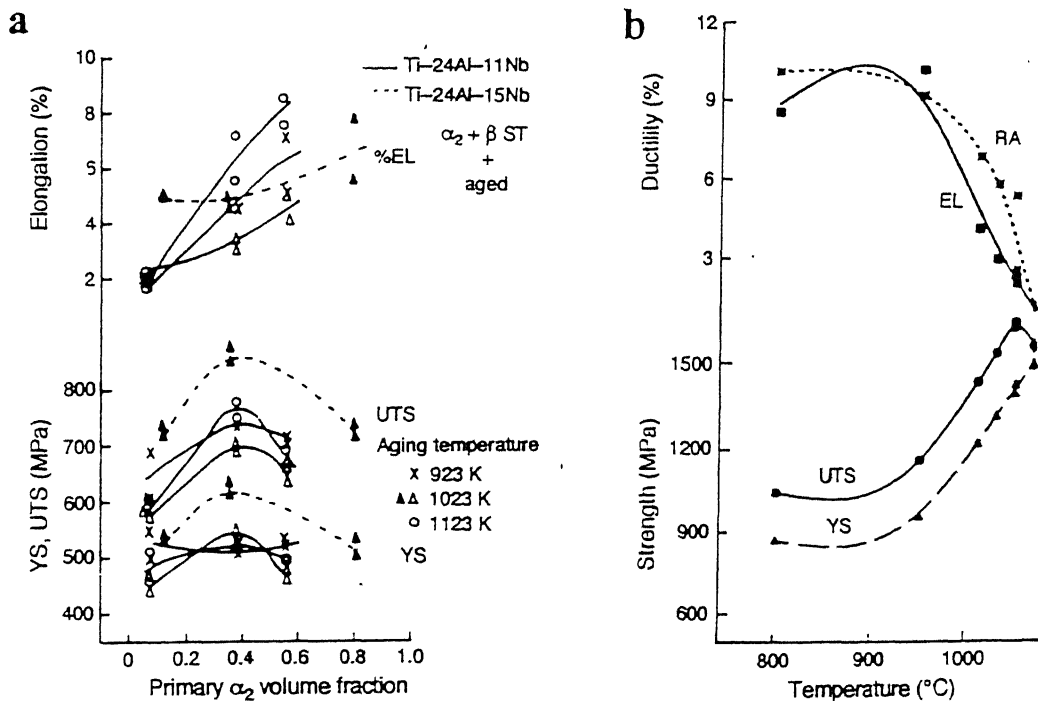 a
Elongation (%)
10
8
6
4
2
Ti–24Al–11Nb
Ti–24Al–15Nb
%EL
α₂ + β ST
+
aged
YS, UTS (MPa)
800
700
600
500
400
UTS
Aging temperature
x 923 K
▲△ 1023 K
○ 1123 K
YS
0 0.2 0.4 0.6 0.8 1.0
Primary α₂ volume fraction
b
Ductility (%)
12
9
6
3
RA
EL
Strength (MPa)
1500
1200
900
600
UTS
YS
800 900 1000
Temperature (°C)